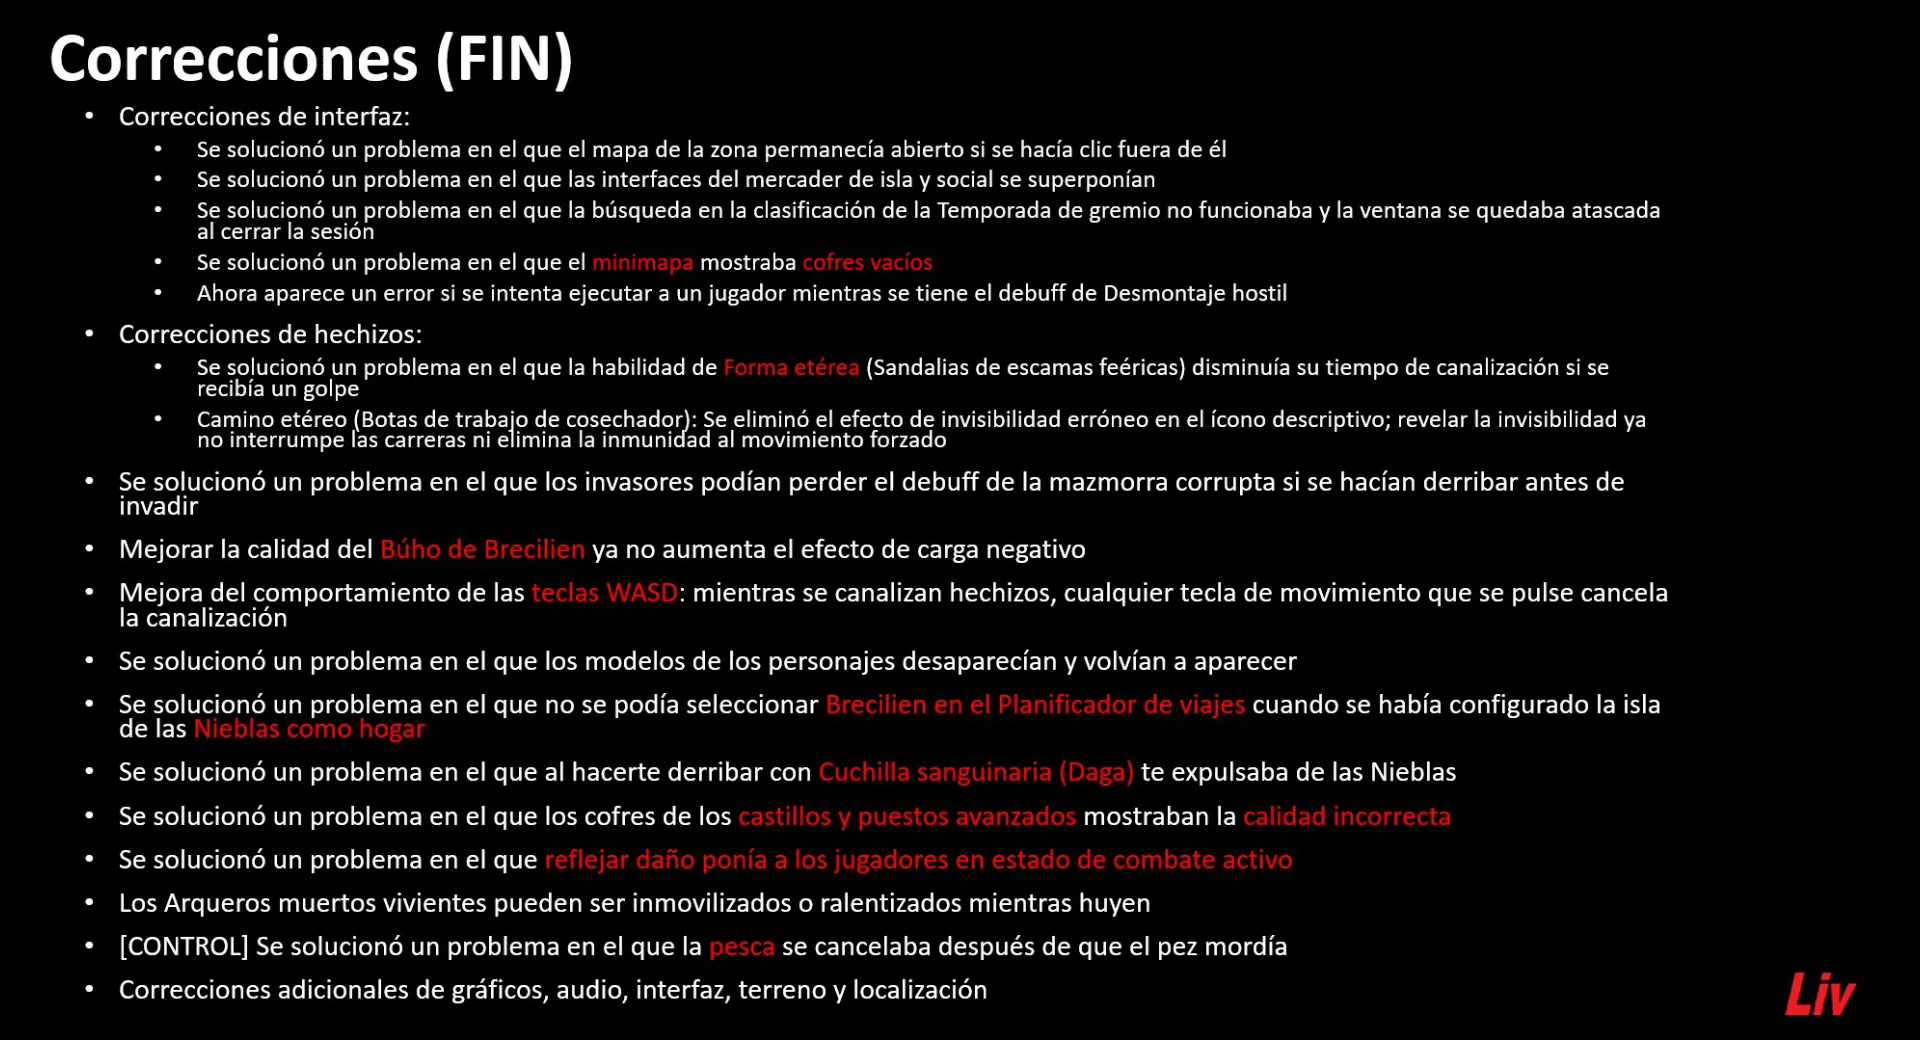 Correcciones (FIN)
• Correcciones de interfaz:
• Se solucionó un problema en el que el mapa de la zona permanecía abierto si se hacía clic fuera de él
• Se solucionó un problema en el que las interfaces del mercader de isla y social se superponían
• Se solucionó un problema en el que la búsqueda en la clasificación de la Temporada de gremio no funcionaba y la ventana se quedaba atascada
al cerrar la sesión
• Se solucionó un problema en el que el minimapa mostraba cofres vacíos
• Ahora aparece un error si se intenta ejecutar a un jugador mientras se tiene el debuff de Desmontaje hostil
• Correcciones de hechizos:
• Se solucionó un problema en el que la habilidad de Forma etérea (Sandalias de escamas feéricas) disminuía su tiempo de canalización si se
recibía un golpe
• Camino etéreo (Botas de trabajo de cosechador): Se eliminó el efecto de invisibilidad erróneo en el ícono descriptivo; revelar la invisibilidad ya
no interrumpe las carreras ni elimina la inmunidad al movimiento forzado
• Se solucionó un problema en el que los invasores podían perder el debuff de la mazmorra corrupta si se hacían derribar antes de
invadir
• Mejorar la calidad del Búho de Brecilien ya no aumenta el efecto de carga negativo
• Mejora del comportamiento de las teclas WASD: mientras se canalizan hechizos, cualquier tecla de movimiento que se pulse cancela
la canalización
• Se solucionó un problema en el que los modelos de los personajes desaparecían y volvían a aparecer
• Se solucionó un problema en el que no se podía seleccionar Brecilien en el Planificador de viajes cuando se había configurado la isla
de las Nieblas como hogar
• Se solucionó un problema en el que al hacerte derribar con Cuchilla sanguinaria (Daga) te expulsaba de las Nieblas
• Se solucionó un problema en el que los cofres de los castillos y puestos avanzados mostraban la calidad incorrecta
• Se solucionó un problema en el que reflejar daño ponía a los jugadores en estado de combate activo
• Los Arqueros muertos vivientes pueden ser inmovilizados o ralentizados mientras huyen
• [CONTROL] Se solucionó un problema en el que la pesca se cancelaba después de que el pez mordía
• Correcciones adicionales de gráficos, audio, interfaz, terreno y localización
Liv